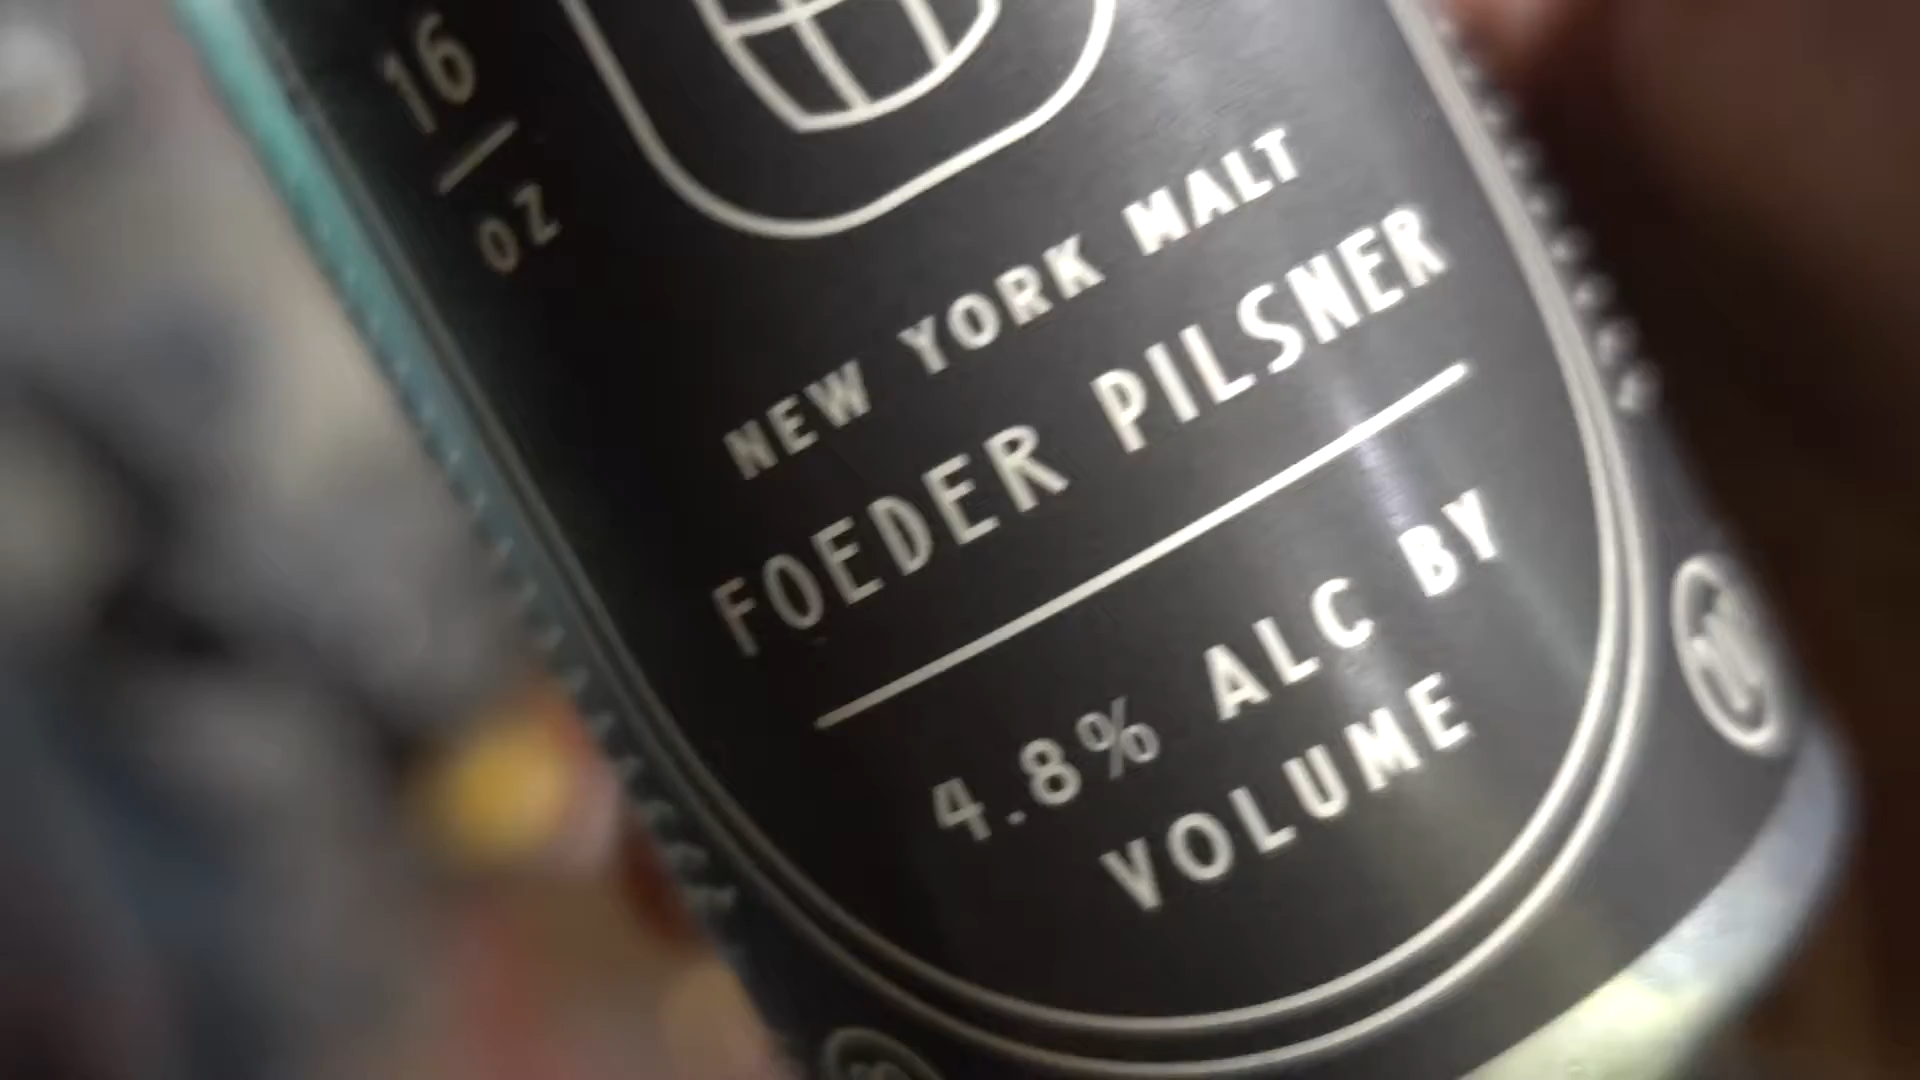 16
OZ
NEW YORK MALT
FOEDER PILSNER
4.8% ALC BY
VOLUME